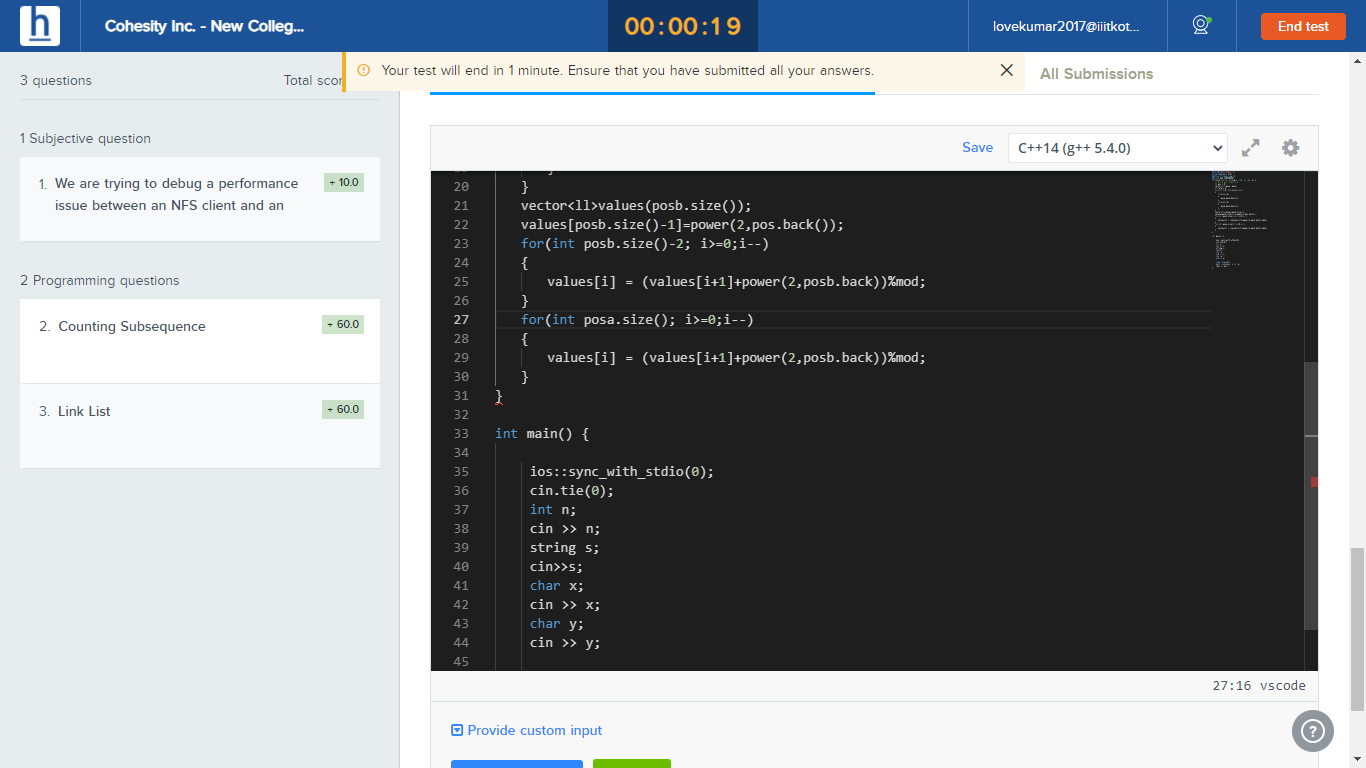 h
Cohesity Inc. - New Colleg...
00:00:19
lovekumar2017@iiitkot...
End test
3 questions
Total scor
Your test will end in 1 minute. Ensure that you have submitted all your answers.
All Submissions
1 Subjective question
1. We are trying to debug a performance
issue between an NFS client and an
+ 10.0
2 Programming questions
2. Counting Subsequence
+ 60.0
3. Link List
+ 60.0
Save
C++14 (g++ 5.4.0)
20 }
21 vector<ll>values(posb.size());
22 values[posb.size()-1]=power(2,pos.back());
23 for(int posb.size()-2; i>=0;i--)
24 {
25 values[i] = (values[i+1]+power(2,posb.back))%mod;
26 }
27 for(int posa.size(); i>=0;i--)
28 {
29 values[i] = (values[i+1]+power(2,posb.back))%mod;
30 }
31 }
32
33 int main() {
34
35 ios::sync_with_stdio(0);
36 cin.tie(0);
37 int n;
38 cin >> n;
39 string s;
40 cin>>s;
41 char x;
42 cin >> x;
43 char y;
44 cin >> y;
45
27:16 vscode
Provide custom input
?